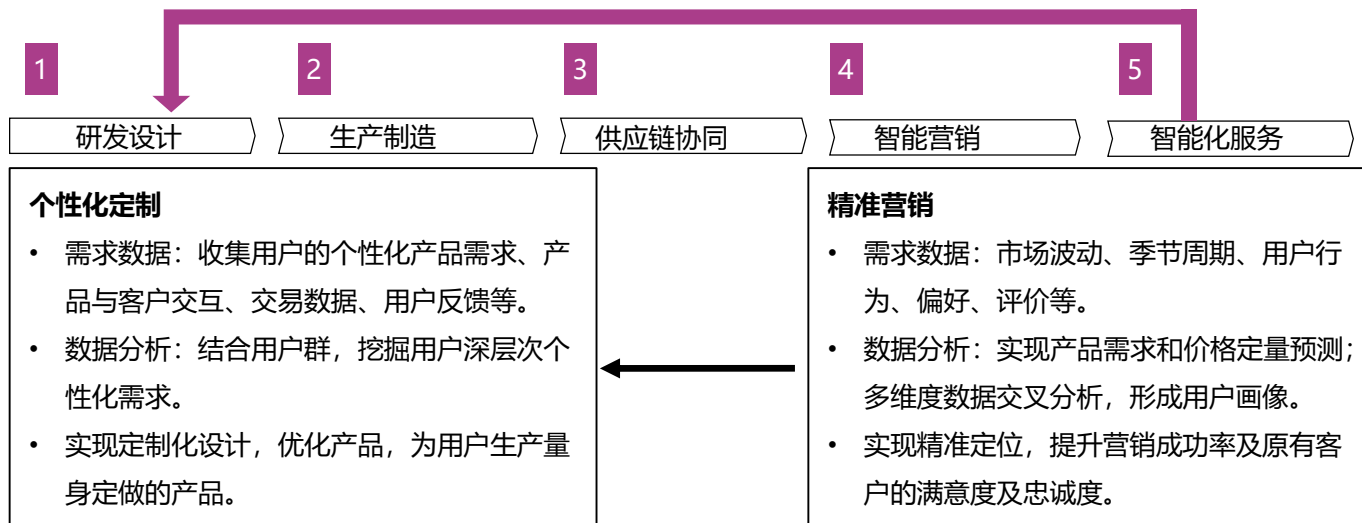 1
2
3
4
5
研发设计
生产制造
供应链协同
智能营销
智能化服务
个性化定制
• 需求数据：收集用户的个性化产品需求、产
品与客户交互、交易数据、用户反馈等。
• 数据分析：结合用户群，挖掘用户深层次个
性化需求。
• 实现定制化设计，优化产品，为用户生产量
身定做的产品。
精准营销
• 需求数据：市场波动、季节周期、用户行
为、偏好、评价等。
• 数据分析：实现产品需求和价格定量预测；
多维度数据交叉分析，形成用户画像。
• 实现精准定位，提升营销成功率及原有客
户的满意度及忠诚度。